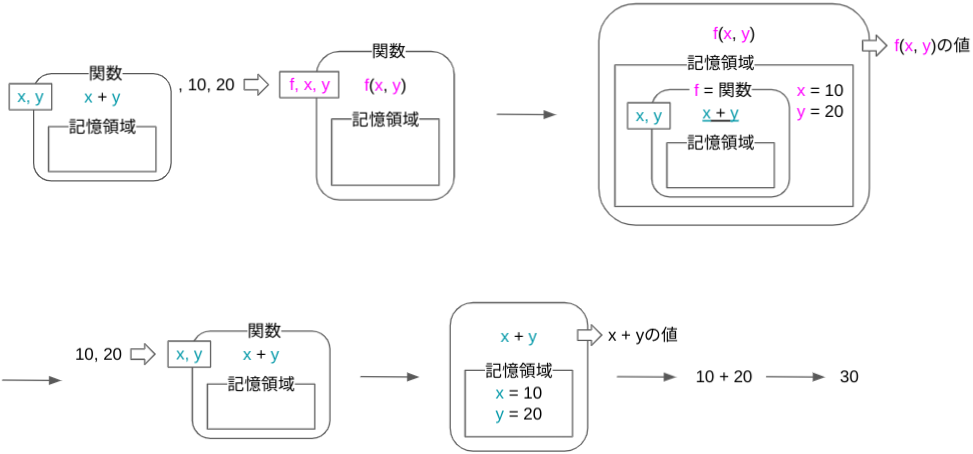 関数
x, y
x + y
記憶領域
, 10, 20
関数
f, x, y
f(x, y)
記憶領域
f(x, y)
f(x, y)の値
記憶領域
f = 関数
x = 10
x, y
x + y
y = 20
記憶領域
10, 20
関数
x, y
x + y
記憶領域
x + y
x + yの値
記憶領域
x = 10
y = 20
10 + 20
30